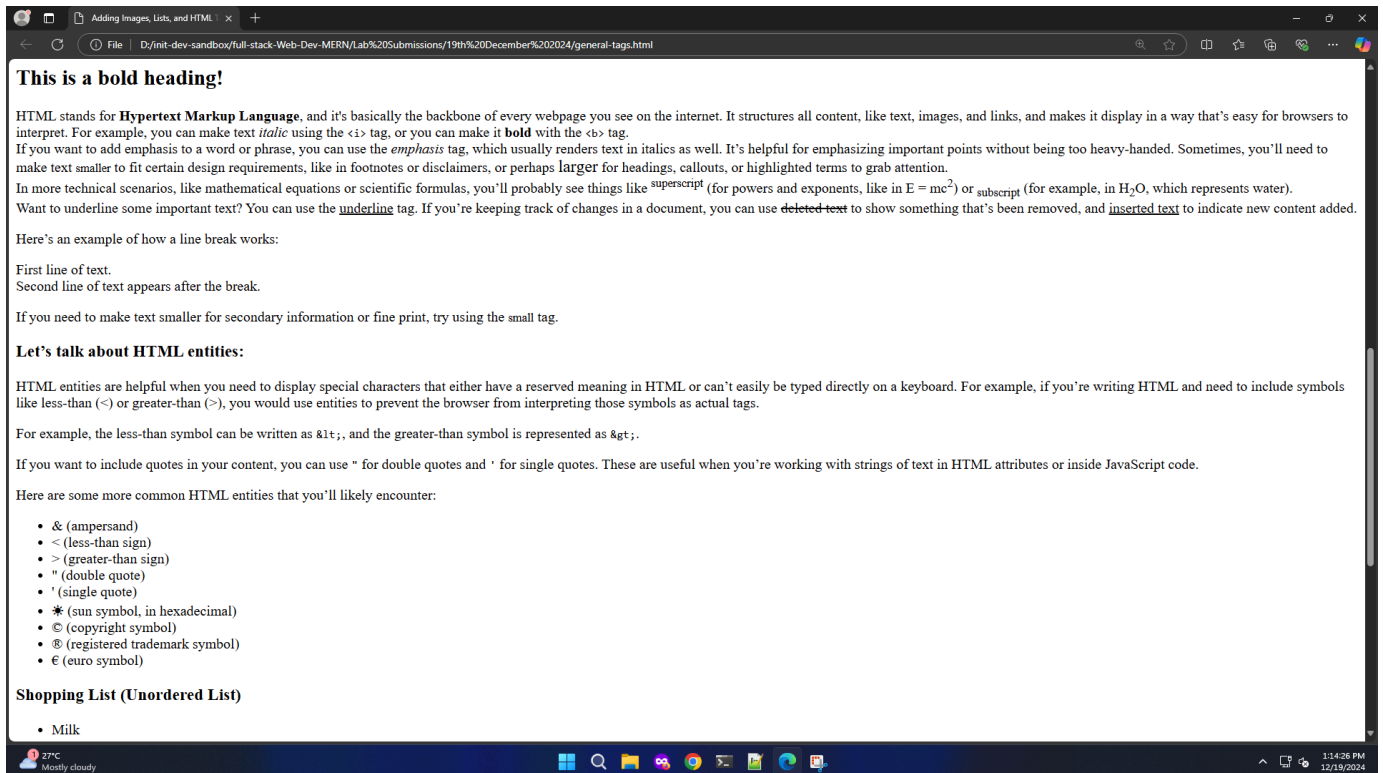 Adding Images, Lists, and HTML T
File
D:/init-dev-sandbox/full-stack-Web-Dev-MERN/Lab%20Submissions/19th%20December%202024/general-tags.html
This is a bold heading!
HTML stands for Hypertext Markup Language, and it's basically the backbone of every webpage you see on the internet. It structures all content, like text, images, and links, and makes it display in a way that’s easy for browsers to
interpret. For example, you can make text italic using the <i> tag, or you can make it bold with the <b> tag.
If you want to add emphasis to a word or phrase, you can use the emphasis tag, which usually renders text in italics as well. It’s helpful for emphasizing important points without being too heavy-handed. Sometimes, you’ll need to
make text smaller to fit certain design requirements, like in footnotes or disclaimers, or perhaps larger for headings, callouts, or highlighted terms to grab attention.
In more technical scenarios, like mathematical equations or scientific formulas, you’ll probably see things like superscript (for powers and exponents, like in E = mc²) or subscript (for example, in H₂O, which represents water).
Want to underline some important text? You can use the underline tag. If you’re keeping track of changes in a document, you can use deleted text to show something that’s been removed, and inserted text to indicate new content added.
Here’s an example of how a line break works:
First line of text.
Second line of text appears after the break.
If you need to make text smaller for secondary information or fine print, try using the small tag.
Let’s talk about HTML entities:
HTML entities are helpful when you need to display special characters that either have a reserved meaning in HTML or can’t easily be typed directly on a keyboard. For example, if you’re writing HTML and need to include symbols
like less-than (<) or greater-than (>), you would use entities to prevent the browser from interpreting those symbols as actual tags.
For example, the less-than symbol can be written as &lt;, and the greater-than symbol is represented as &gt;.
If you want to include quotes in your content, you can use " for double quotes and ' for single quotes. These are useful when you’re working with strings of text in HTML attributes or inside JavaScript code.
Here are some more common HTML entities that you’ll likely encounter:
• & (ampersand)
• < (less-than sign)
• > (greater-than sign)
• " (double quote)
• ' (single quote)
• ☀ (sun symbol, in hexadecimal)
• © (copyright symbol)
• ® (registered trademark symbol)
• € (euro symbol)
Shopping List (Unordered List)
• Milk
1
27°C
Mostly cloudy
1:14:26 PM
12/19/2024